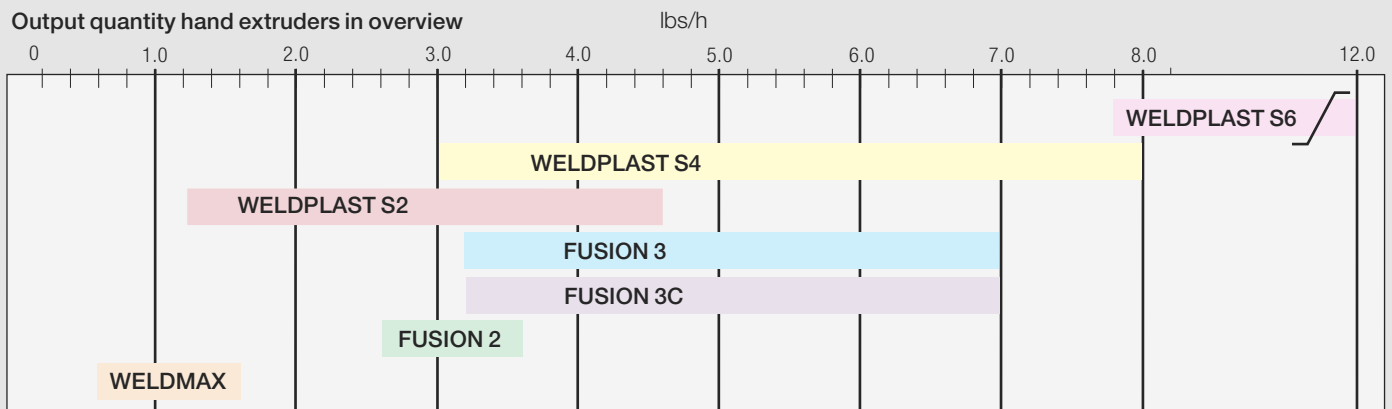 Output quantity hand extruders in overview lbs/h
0 1.0 2.0 3.0 4.0 5.0 6.0 7.0 8.0 12.0
WELDPLAST S6
WELDPLAST S4
WELDPLAST S2
FUSION 3
FUSION 3C
FUSION 2
WELDMAX